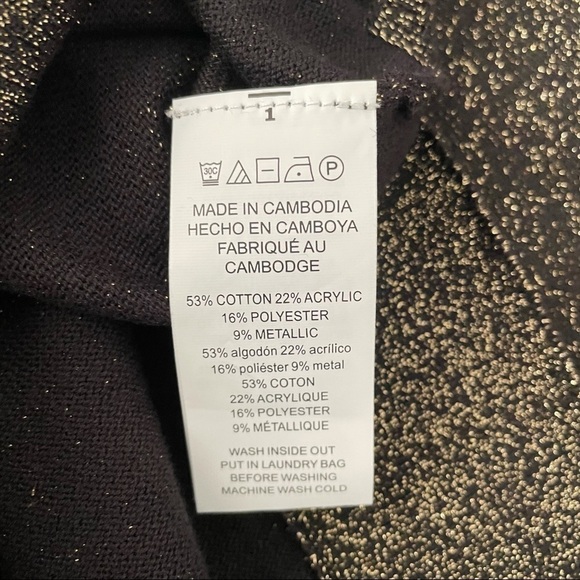 1
30C P
MADE IN CAMBODIA
HECHO EN CAMBOYA
FABRIQUÉ AU
CAMBODGE
53% COTTON 22% ACRYLIC
16% POLYESTER
9% METALLIC
53% algodón 22% acrílico
16% poliéster 9% metal
53% COTON
22% ACRYLIQUE
16% POLYESTER
9% MÉTALLIQUE
WASH INSIDE OUT
PUT IN LAUNDRY BAG
BEFORE WASHING
MACHINE WASH COLD